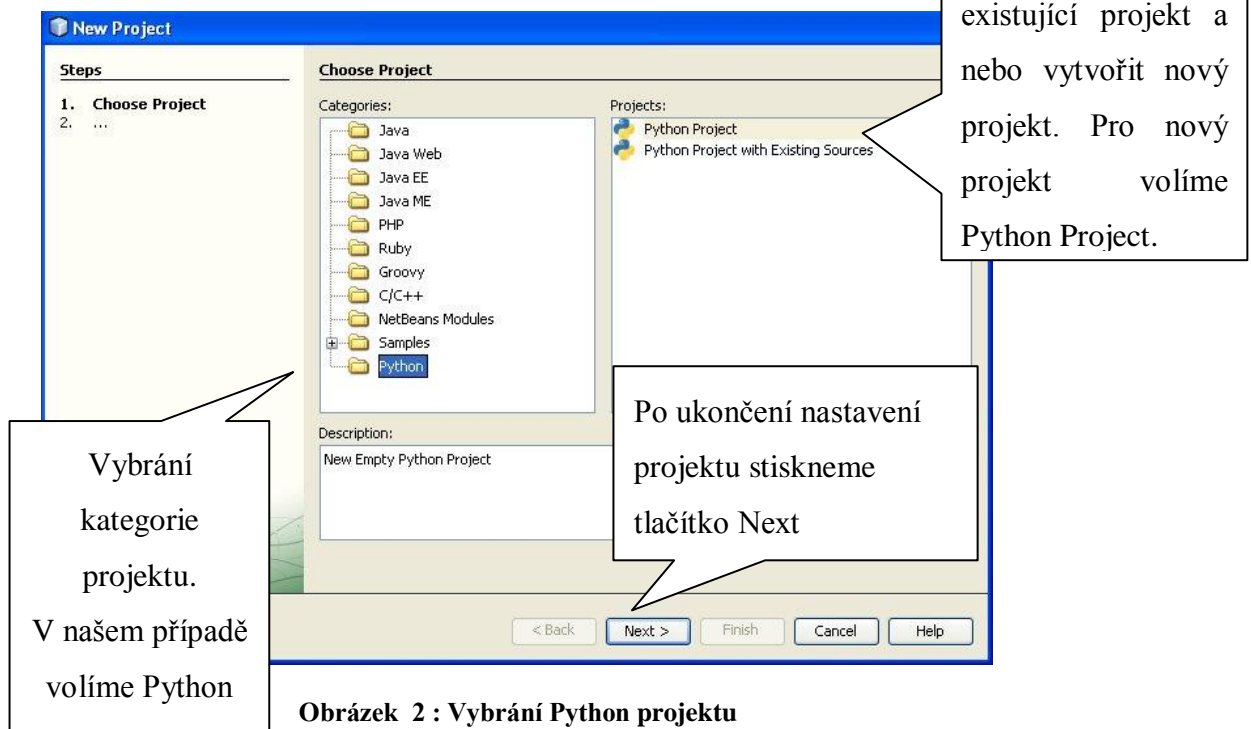 existující projekt a
nebo vytvořit nový
projekt. Pro nový
projekt volíme
Python Project.
New Project
Steps
1. Choose Project
2. ...
Choose Project
Categories:
Java
Java Web
Java EE
Java ME
PHP
Ruby
Groovy
C/C++
NetBeans Modules
Samples
Python
Projects:
Python Project
Python Project with Existing Sources
Description:
New Empty Python Project
Po ukončení nastavení
projektu stiskneme
tlačítko Next
Vybrání
kategorie
projektu.
V našem případě
volíme Python
< Back
Next >
Finish
Cancel
Help
Obrázek 2 : Vybrání Python projektu